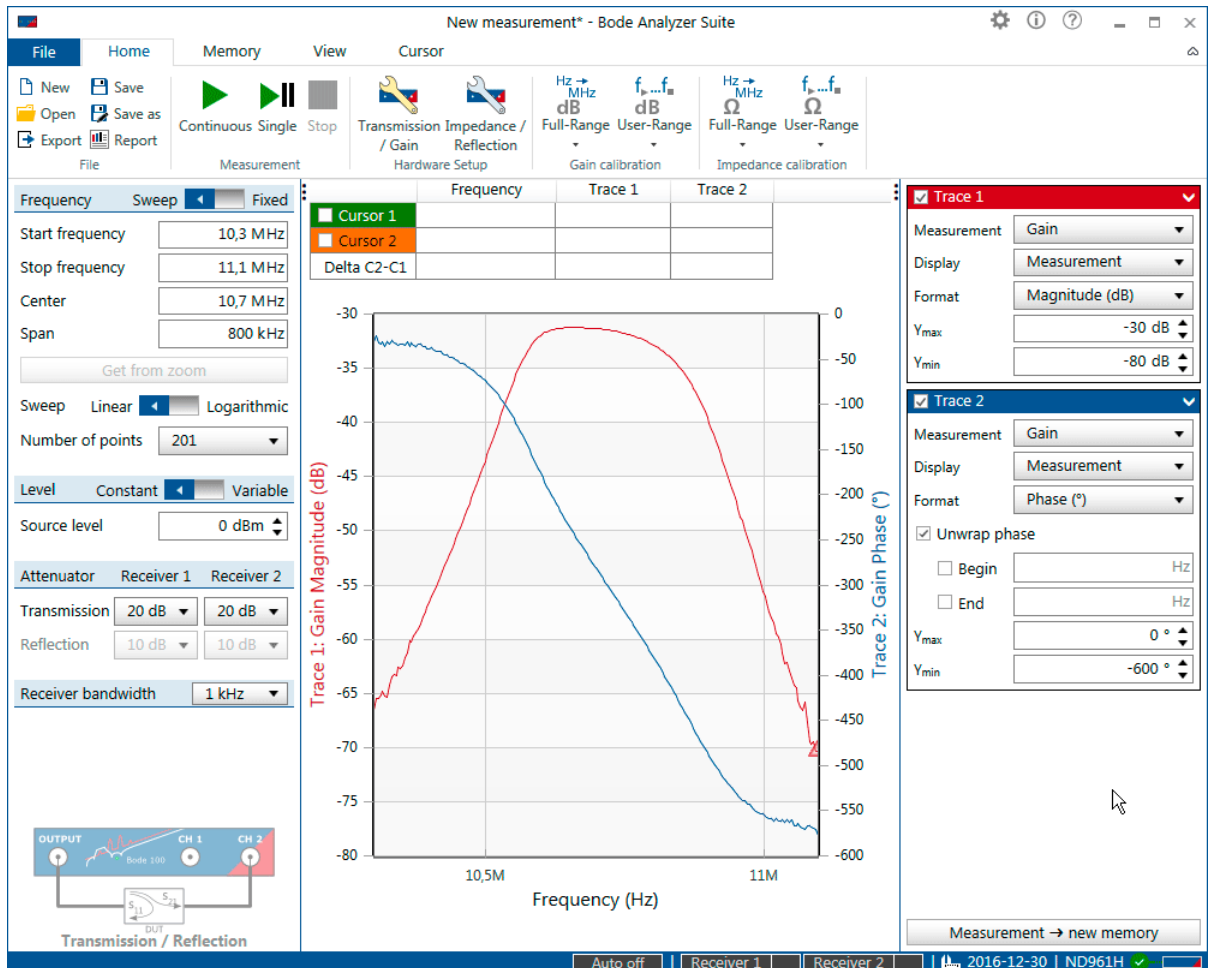 New measurement* - Bode Analyzer Suite
File Home Memory View Cursor
New Save
Open Save as
Export Report
File
Continuous Single Stop
Measurement
Transmission / Gain
Impedance / Reflection
Hardware Setup
Hz → MHz dB
Full-Range
f▸...f■ dB
User-Range
Gain calibration
Hz → MHz Ω
Full-Range
f▸...f■ Ω
User-Range
Impedance calibration
Frequency Sweep Fixed
Start frequency 10,3 MHz
Stop frequency 11,1 MHz
Center 10,7 MHz
Span 800 kHz
Get from zoom
Sweep Linear Logarithmic
Number of points 201
Level Constant Variable
Source level 0 dBm
Attenuator Receiver 1 Receiver 2
Transmission 20 dB 20 dB
Reflection 10 dB 10 dB
Receiver bandwidth 1 kHz
OUTPUT CH 1 CH 2
Bode 100
S11 S21
DUT
Transmission / Reflection
Frequency Trace 1 Trace 2
Cursor 1
Cursor 2
Delta C2-C1
Trace 1: Gain Magnitude (dB)
-30
-35
-40
-45
-50
-55
-60
-65
-70
-75
-80
0
-50
-100
-150
-200
-250
-300
-350
-400
-450
-500
-550
-600
Trace 2: Gain Phase (°)
10,5M 11M
Frequency (Hz)
Trace 1
Measurement Gain
Display Measurement
Format Magnitude (dB)
Ymax -30 dB
Ymin -80 dB
Trace 2
Measurement Gain
Display Measurement
Format Phase (°)
Unwrap phase
Begin Hz
End Hz
Ymax 0 °
Ymin -600 °
Measurement → new memory
Auto off | Receiver 1 Receiver 2 | 2016-12-30 | ND961H